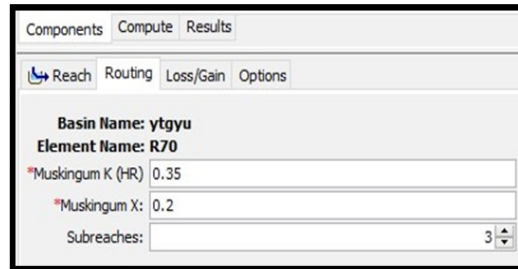 Components Compute Results
Reach Routing Loss/Gain Options
Basin Name: ytgyu
Element Name: R70
*Muskingum K (HR) 0.35
*Muskingum X: 0.2
Subreaches: 3